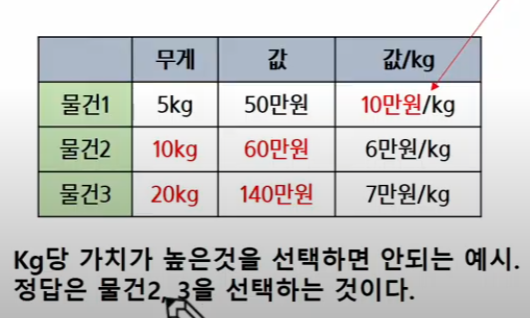 무게 값 값/kg
물건1 5kg 50만원 10만원/kg
물건2 10kg 60만원 6만원/kg
물건3 20kg 140만원 7만원/kg
Kg당 가치가 높은것을 선택하면 안되는 예시.
정답은 물건2, 3을 선택하는 것이다.